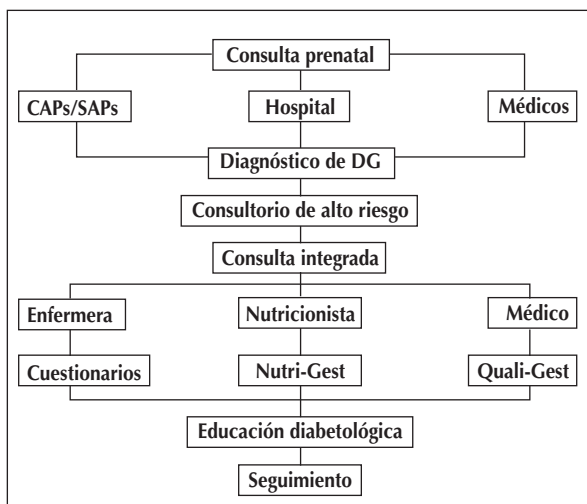 Consulta prenatal
CAPs/SAPs Hospital Médicos
Diagnóstico de DG
Consultorio de alto riesgo
Consulta integrada
Enfermera Nutricionista Médico
Cuestionarios Nutri-Gest Quali-Gest
Educación diabetológica
Seguimiento